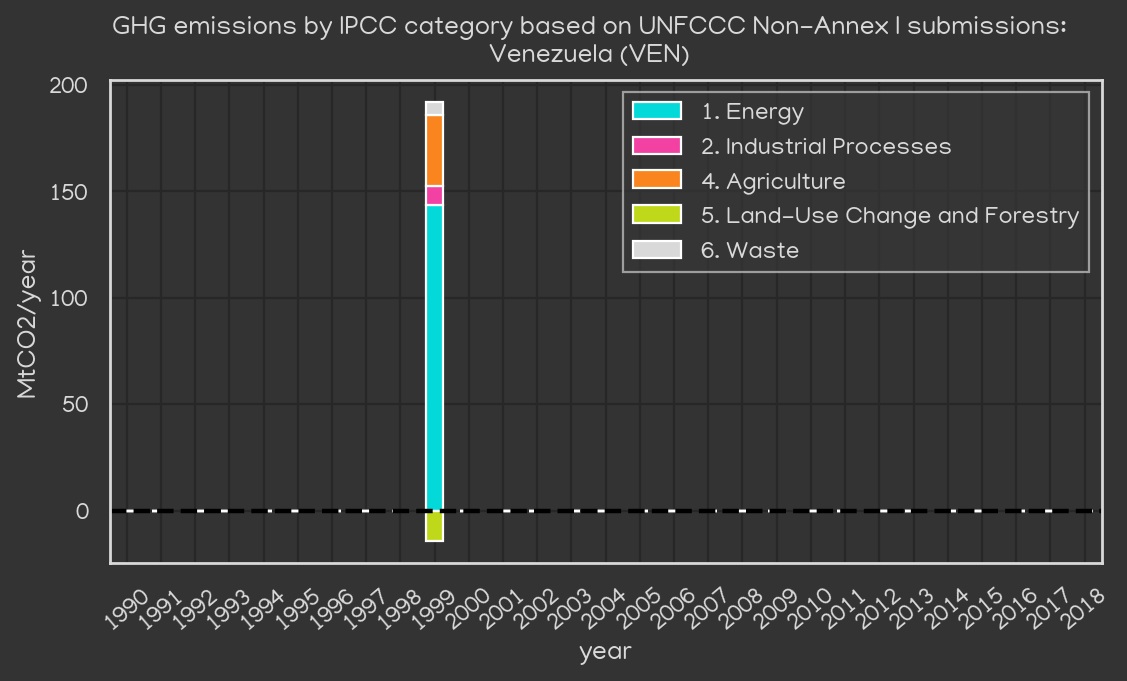 GHG emissions by IPCC category based on UNFCCC Non-Annex I submissions:
Venezuela (VEN)
200
150
100
50
0
MtCO2/year
1. Energy
2. Industrial Processes
4. Agriculture
5. Land-Use Change and Forestry
6. Waste
1990 1991 1992 1993 1994 1995 1996 1997 1998 1999 2000 2001 2002 2003 2004 2005 2006 2007 2008 2009 2010 2011 2012 2013 2014 2015 2016 2017 2018
year